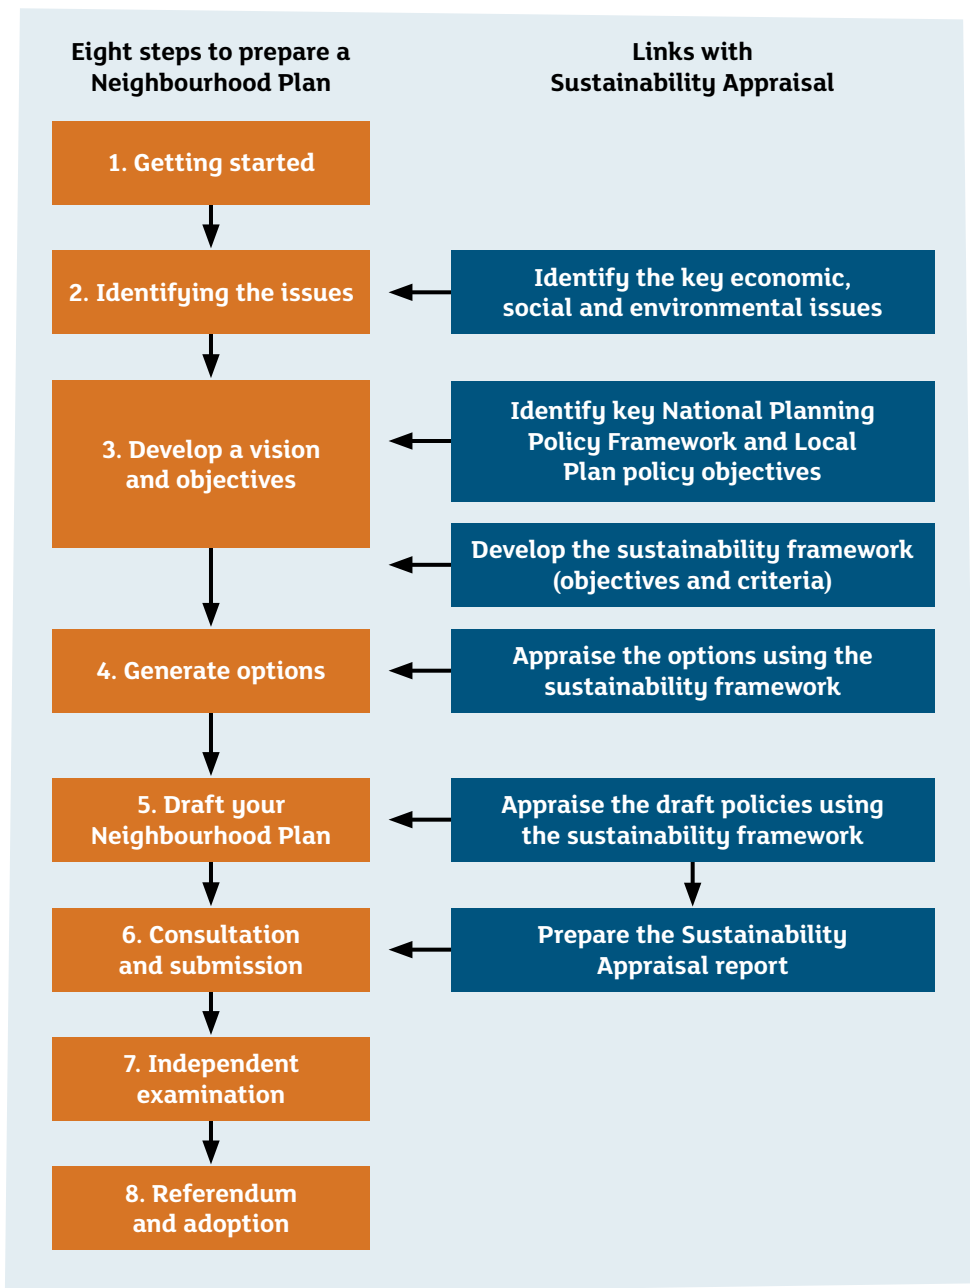 Eight steps to prepare a
Neighbourhood Plan
Links with
Sustainability Appraisal
1. Getting started
2. Identifying the issues
Identify the key economic,
social and environmental issues
3. Develop a vision
and objectives
Identify key National Planning
Policy Framework and Local
Plan policy objectives
Develop the sustainability framework
(objectives and criteria)
4. Generate options
Appraise the options using the
sustainability framework
5. Draft your
Neighbourhood Plan
Appraise the draft policies using
the sustainability framework
6. Consultation
and submission
Prepare the Sustainability
Appraisal report
7. Independent
examination
8. Referendum
and adoption